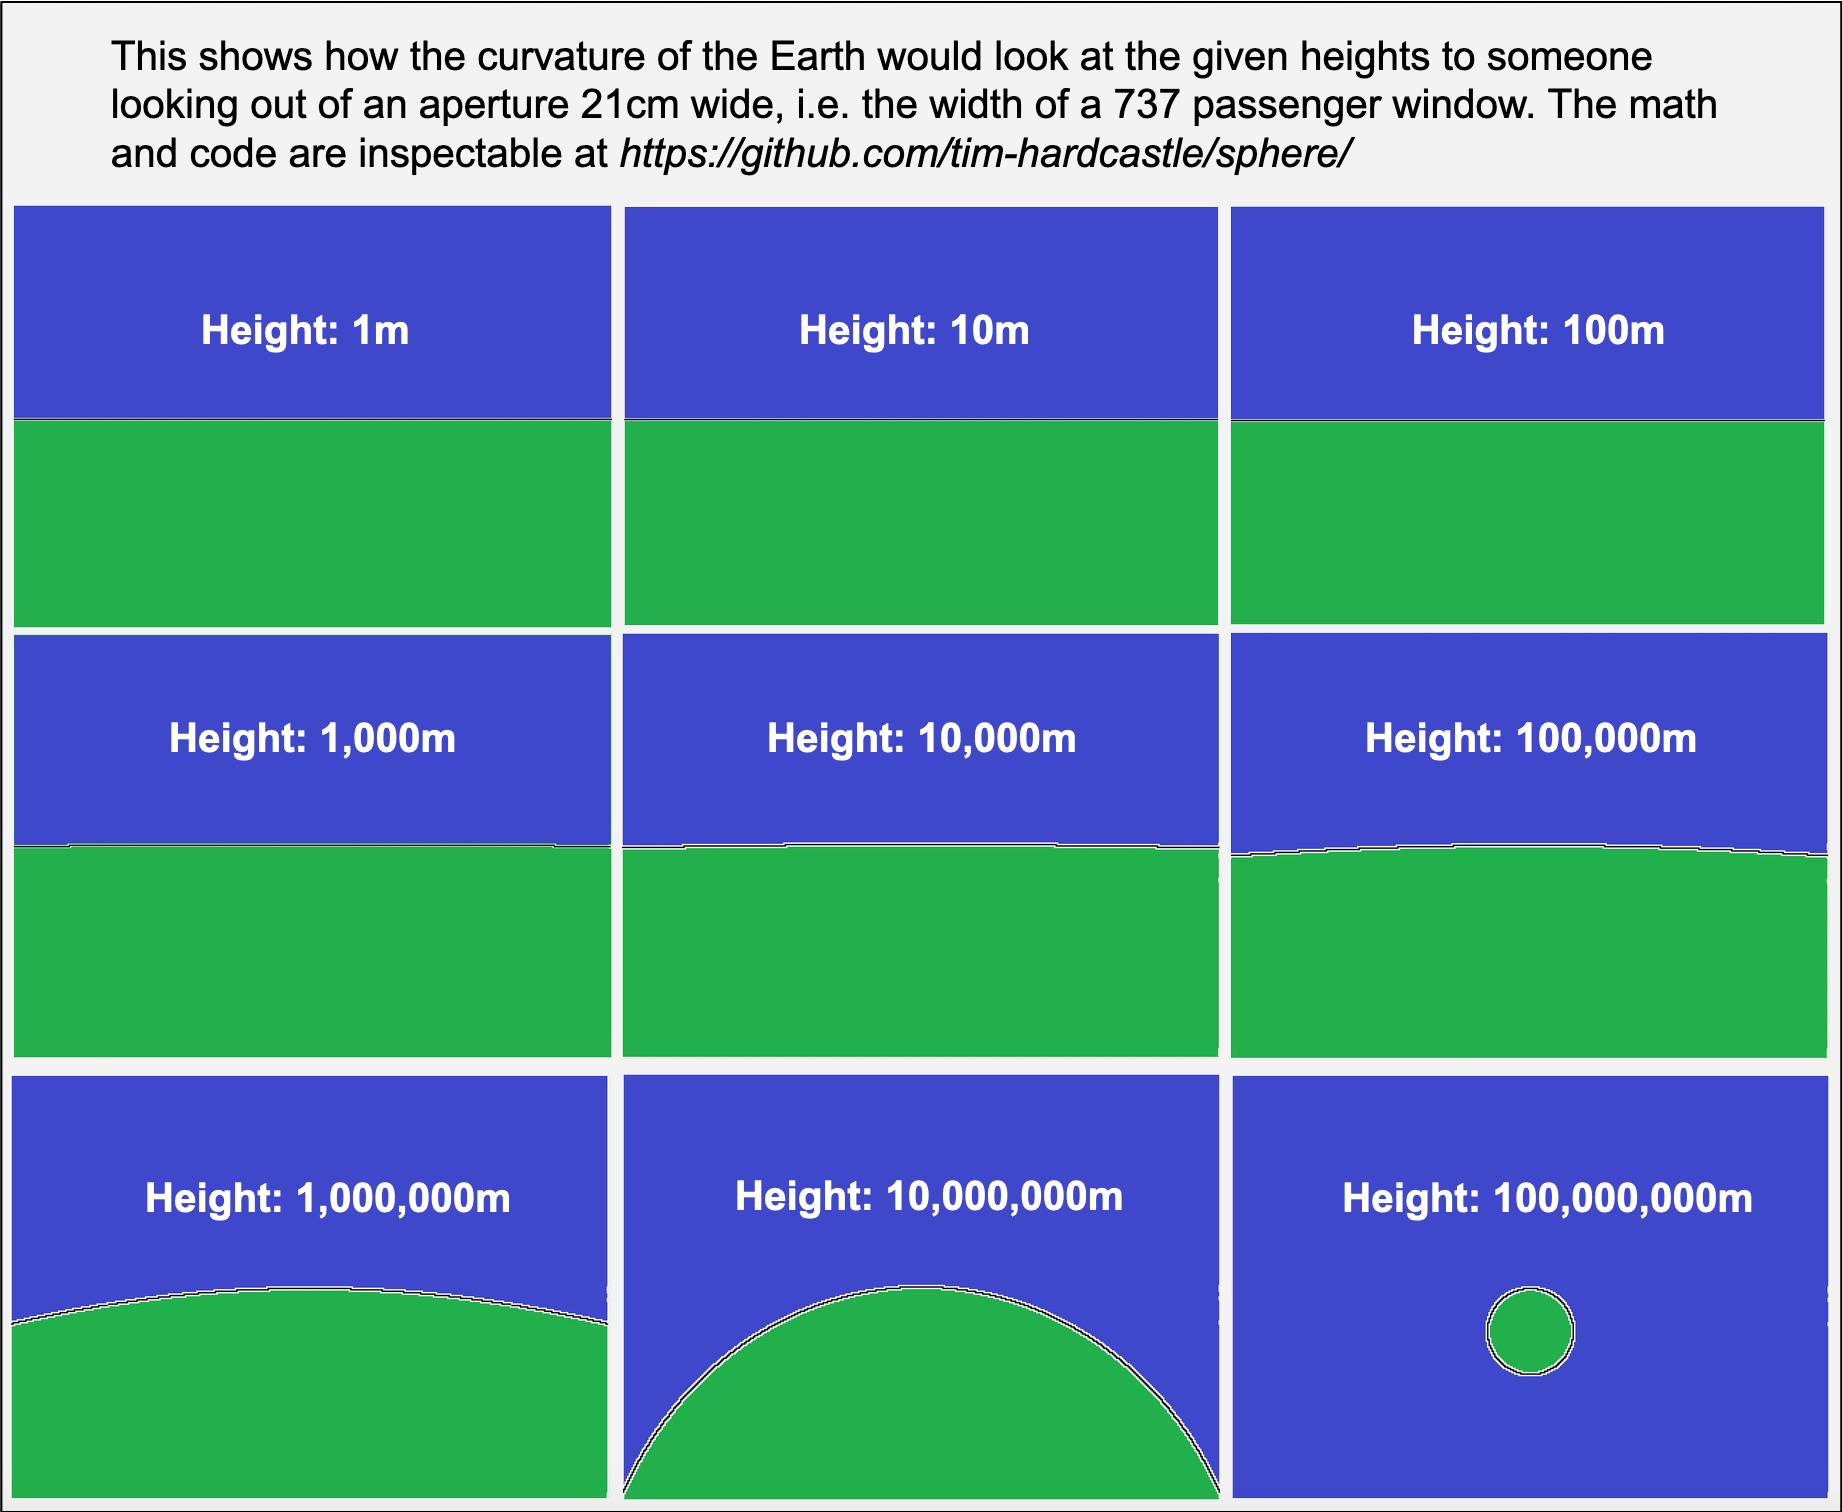 This shows how the curvature of the Earth would look at the given heights to someone
looking out of an aperture 21cm wide, i.e. the width of a 737 passenger window. The math
and code are inspectable at https://github.com/tim-hardcastle/sphere/
Height: 1m
Height: 10m
Height: 100m
Height: 1,000m
Height: 10,000m
Height: 100,000m
Height: 1,000,000m
Height: 10,000,000m
Height: 100,000,000m